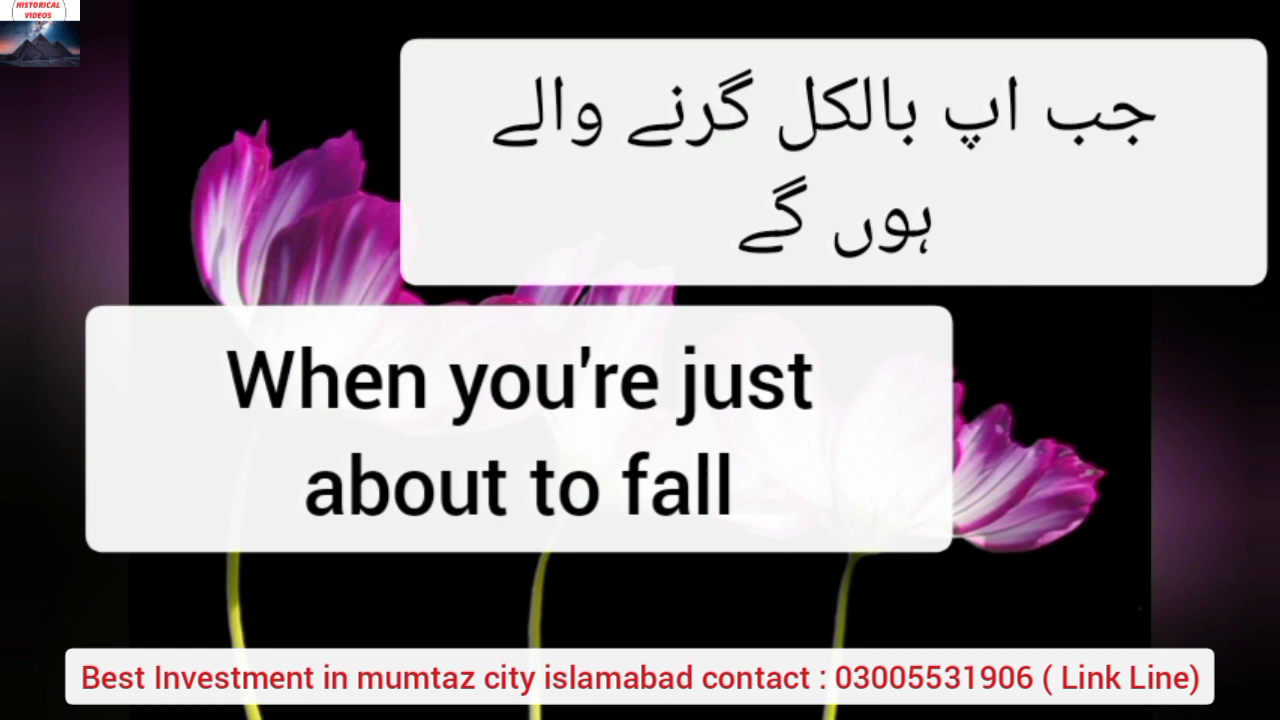 HISTORICAL
VIDEOS
جب اپ بالکل گرنے والے
ہوں گے
When you're just
about to fall
Best Investment in mumtaz city islamabad contact : 03005531906 ( Link Line)